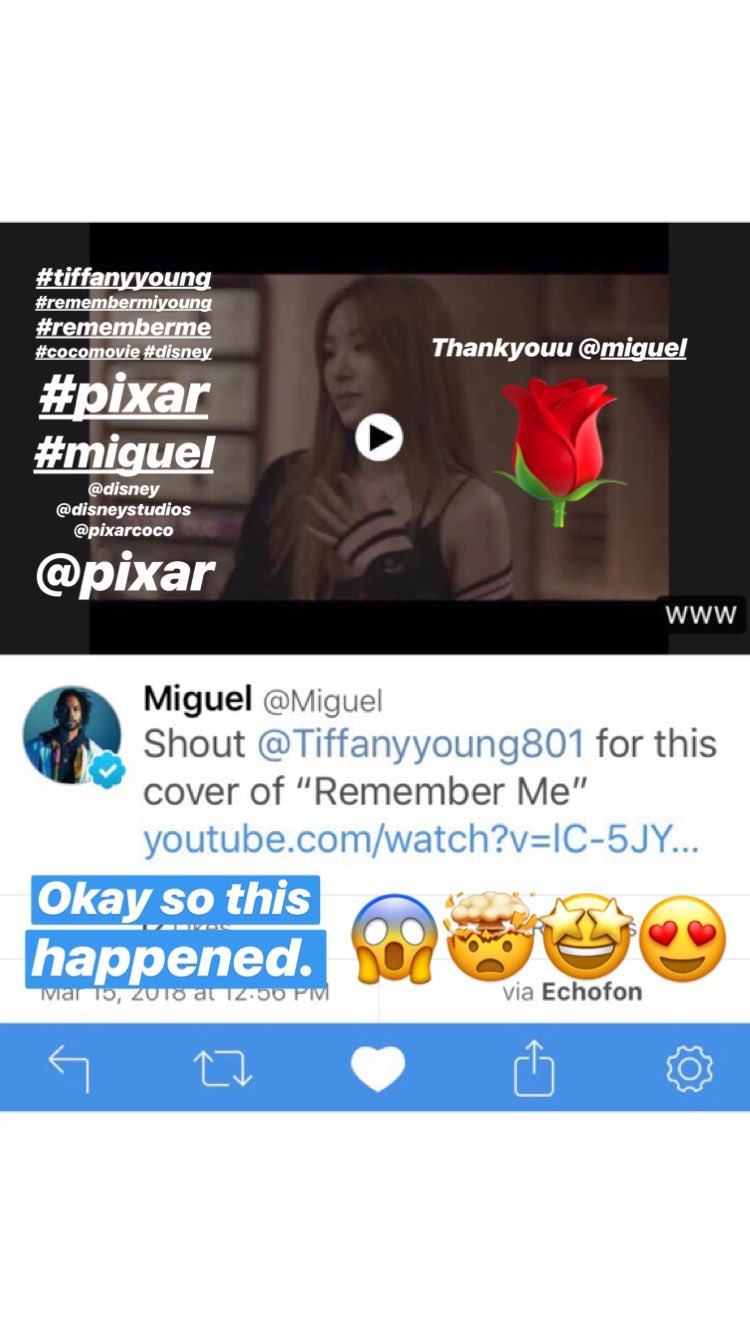 #tiffanyyoung
#remembermiyoung
#rememberme
#cocomovie #disney
#pixar
#miguel
@disney
@disneystudios
@pixarcoco
@pixar
Thankyouu @miguel
WWW
Miguel @Miguel
Shout @Tiffanyyoung801 for this
cover of “Remember Me”
youtube.com/watch?v=lC-5JY...
Okay so this
happened.
Mar 15, 2018 at 12:56 PM
via Echofon